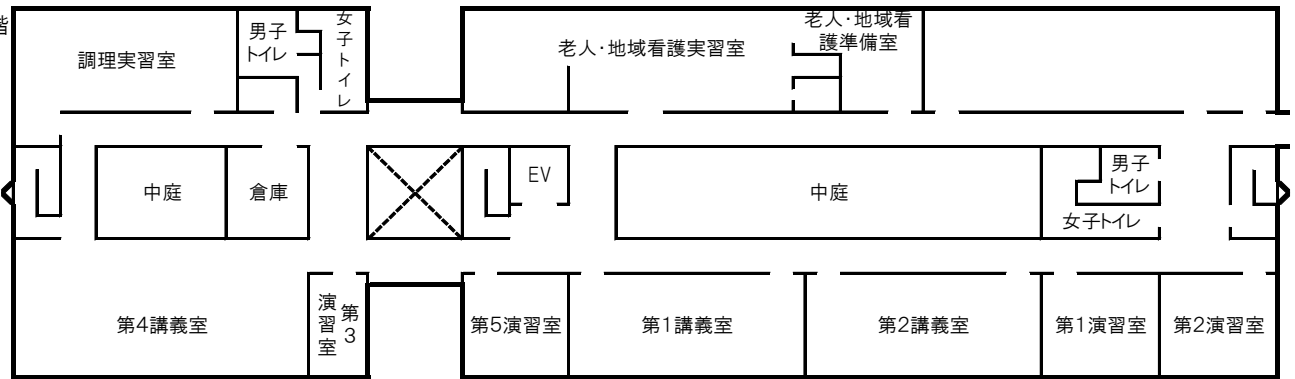 階
調理実習室
男子
トイレ
女子トイレ
老人・地域看護実習室
老人・地域看
護準備室
中庭
倉庫
EV
中庭
男子
トイレ
女子トイレ
第4講義室
第3
演習室
第5演習室
第1講義室
第2講義室
第1演習室
第2演習室